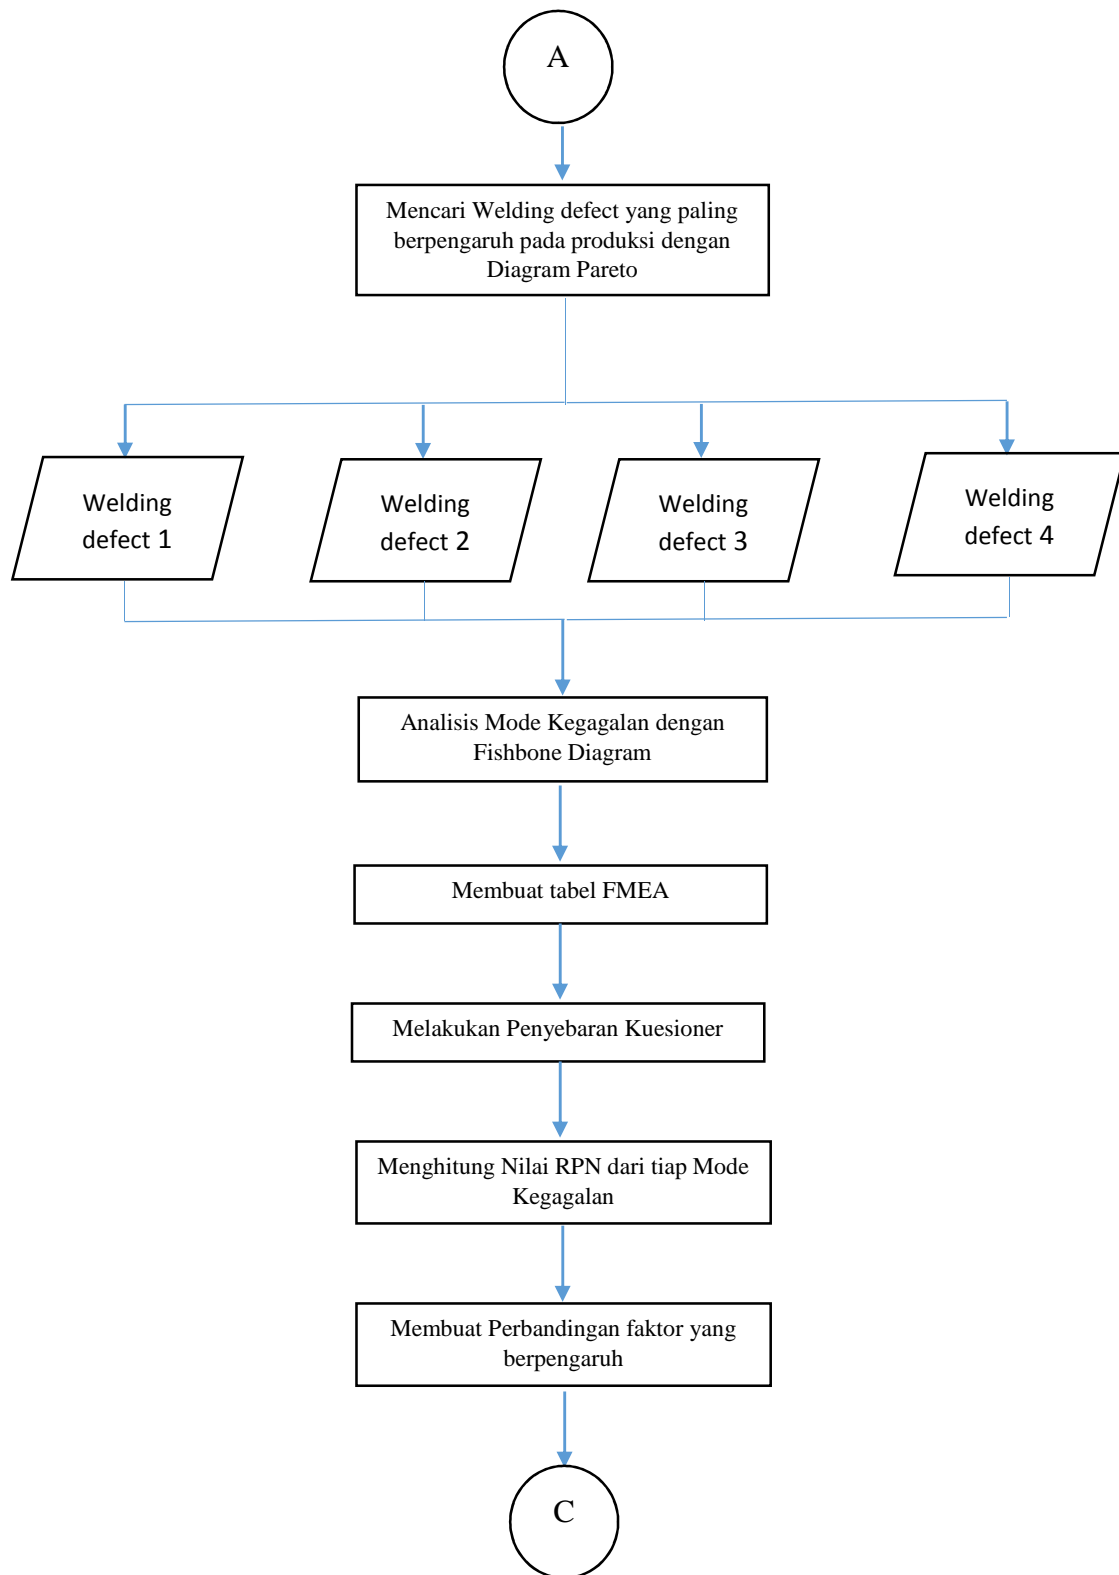 A
Mencari Welding defect yang paling
berpengaruh pada produksi dengan
Diagram Pareto
Welding
defect 1
Welding
defect 2
Welding
defect 3
Welding
defect 4
Analisis Mode Kegagalan dengan
Fishbone Diagram
Membuat tabel FMEA
Melakukan Penyebaran Kuesioner
Menghitung Nilai RPN dari tiap Mode
Kegagalan
Membuat Perbandingan faktor yang
berpengaruh
C